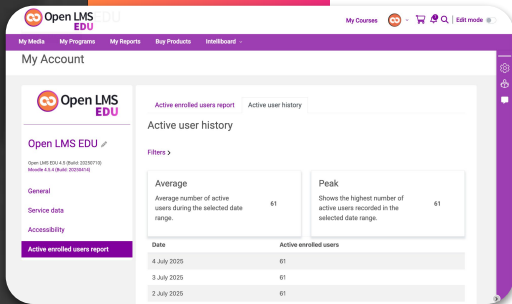 Open LMS
EDU
My Courses
Edit mode
My Media My Programs My Reports Buy Products Intelliboard
My Account
Open LMS
EDU
Open LMS EDU
Open LMS EDU 4.5 (Build: 20250710)
Moodle 4.5.4 (Build: 20250414)
General
Service data
Accessibility
Active enrolled users report
Active enrolled users report Active user history
Active user history
Filters
Average
Average number of active
users during the selected date
range.
61
Peak
Shows the highest number of
active users recorded in the
selected date range.
61
Date Active enrolled users
4 July 2025 61
3 July 2025 61
2 July 2025 61